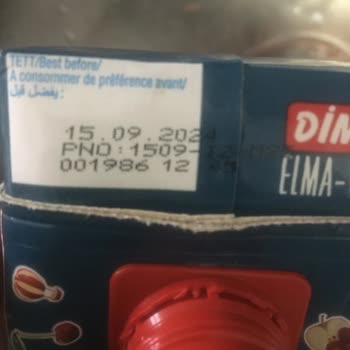 TETT/Best before/
A consommer de préférence avant/
يفضل قبل:
15.09.2024
PNO:1509-
001986 12
DİM
ELMA-